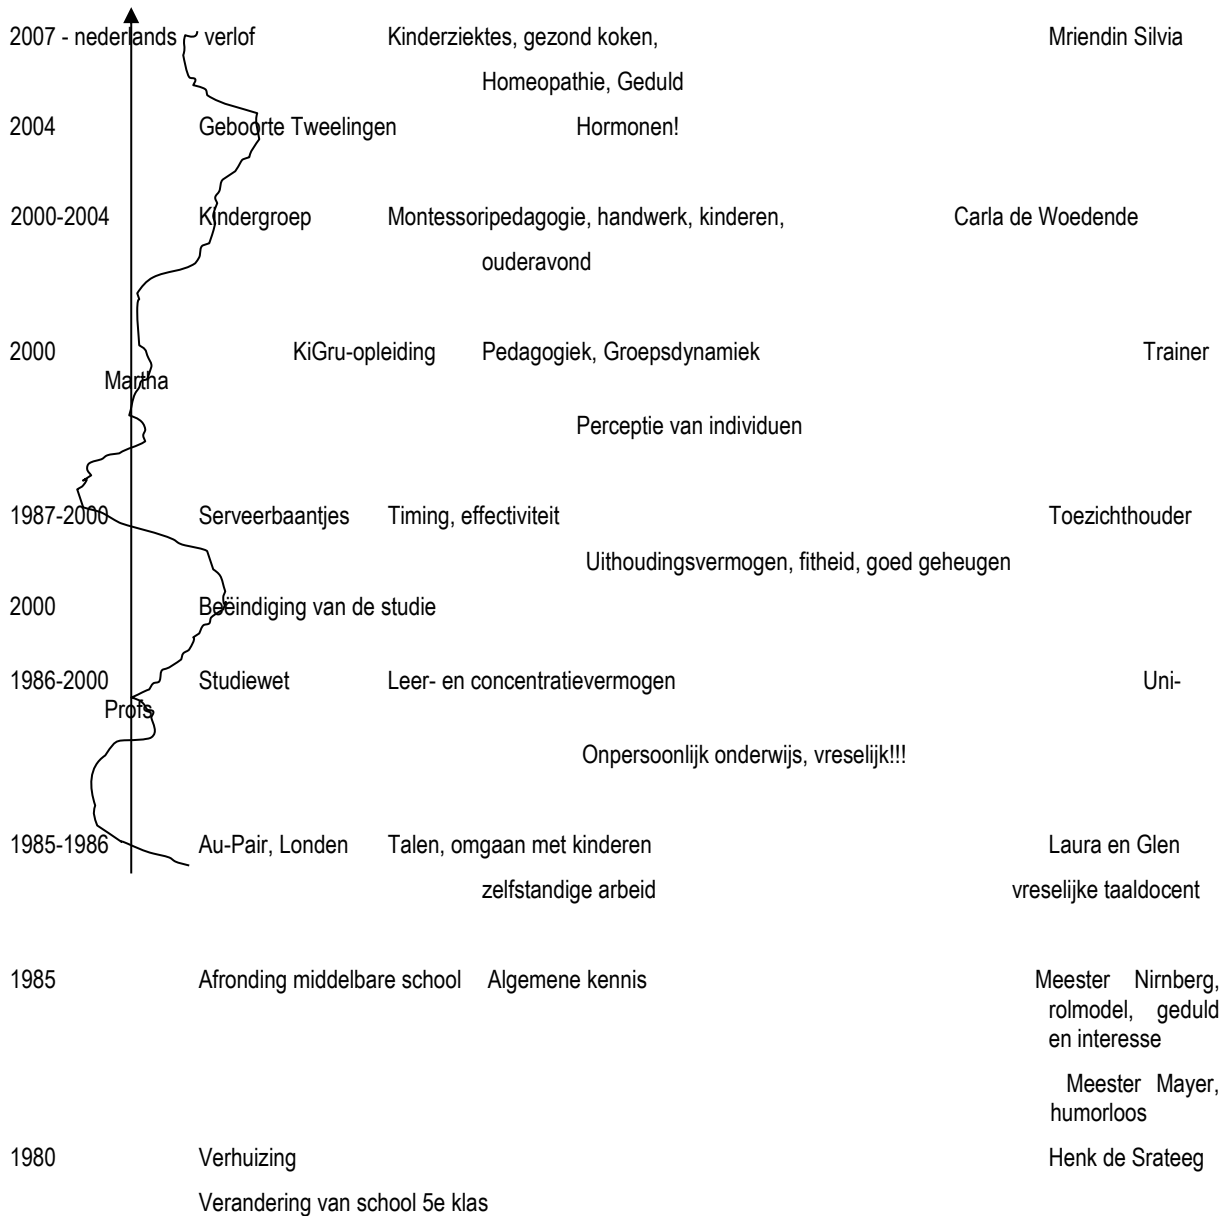 2007 - nederlands verlof Kinderziektes, gezond koken, Mriendin Silvia
Homeopathie, Geduld
2004 Geboorte Tweelingen Hormonen!
2000-2004 Kindergroep Montessoripedagogie, handwerk, kinderen, Carla de Woedende
ouderavond
2000 KiGru-opleiding Pedagogiek, Groepsdynamiek Trainer
Martha
Perceptie van individuen
1987-2000 Serveerbaantjes Timing, effectiviteit Toezichthouder
Uithoudingsvermogen, fitheid, goed geheugen
2000 Beëindiging van de studie
1986-2000 Studiewet Leer- en concentratievermogen Uni-
Profs
Onpersoonlijk onderwijs, vreselijk!!!
1985-1986 Au-Pair, Londen Talen, omgaan met kinderen Laura en Glen
zelfstandige arbeid vreselijke taaldocent
1985 Afronding middelbare school Algemene kennis Meester Nirnberg,
rolmodel, geduld
en interesse
Meester Mayer,
humorloos
1980 Verhuizing Henk de Srateeg
Verandering van school 5e klas